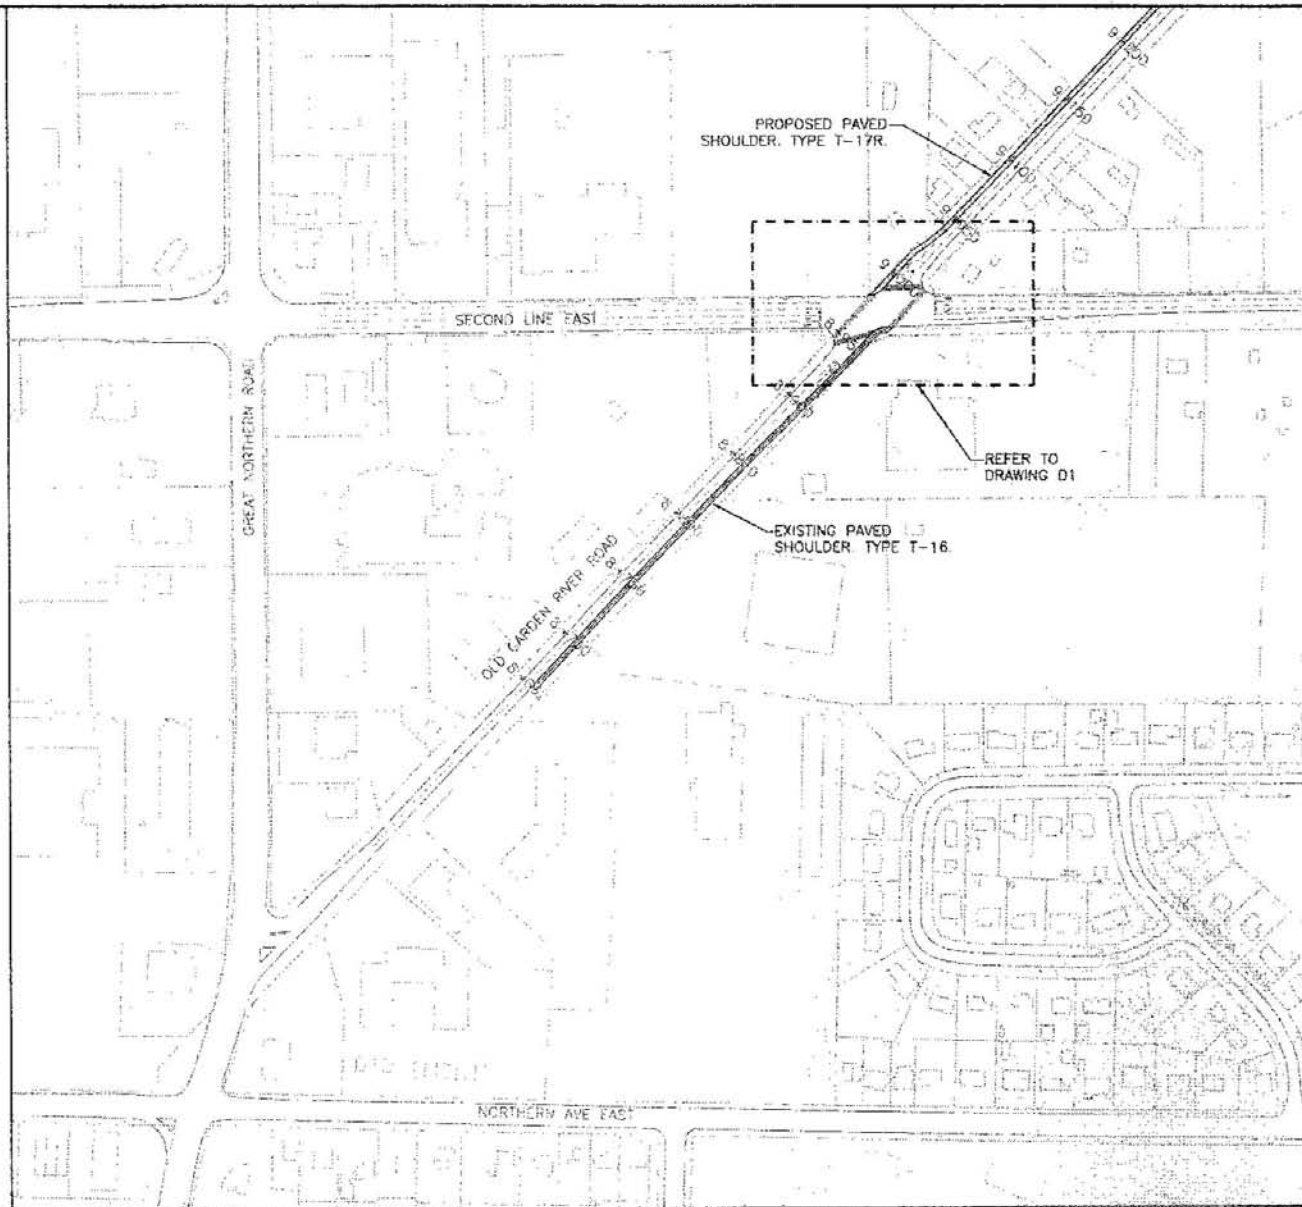 PROPOSED PAVED
SHOULDER. TYPE T-17R.
SECOND LINE EAST
GREAT NORTHERN ROAD
REFER TO
DRAWING D1
EXISTING PAVED
SHOULDER. TYPE T-16.
OLD GARDEN RIVER ROAD
NORTHERN AVE EAST